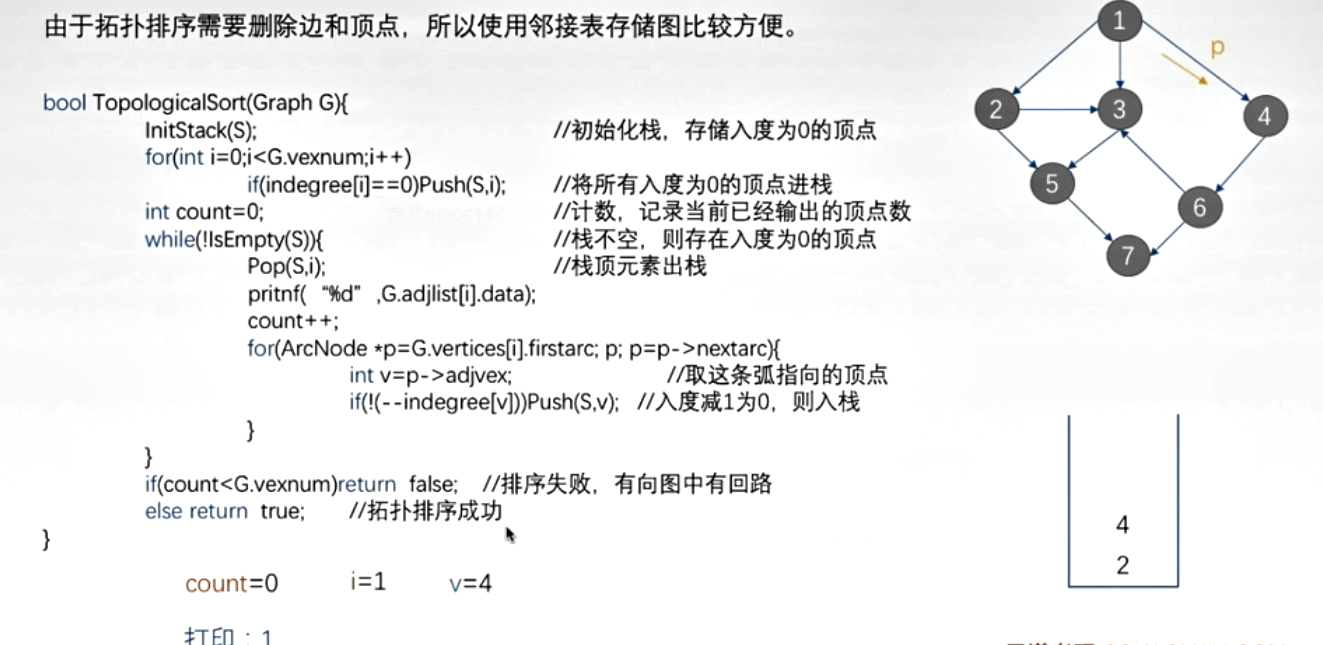 由于拓扑排序需要删除边和顶点，所以使用邻接表存储图比较方便。
bool TopologicalSort(Graph G){
InitStack(S); //初始化栈，存储入度为0的顶点
for(int i=0;i<G.vexnum;i++)
if(indegree[i]==0)Push(S,i); //将所有入度为0的顶点进栈
int count=0; //计数，记录当前已经输出的顶点数
while(!IsEmpty(S)){ //栈不空，则存在入度为0的顶点
Pop(S,i); //栈顶元素出栈
pritnf( “%d” ,G.adjlist[i].data);
count++;
for(ArcNode *p=G.vertices[i].firstarc; p; p=p->nextarc){
int v=p->adjvex; //取这条弧指向的顶点
if(!(--indegree[v]))Push(S,v); //入度减1为0，则入栈
}
}
if(count<G.vexnum)return false; //排序失败，有向图中有回路
else return true; //拓扑排序成功
}
count=0 i=1 v=4
打印：1
1
p
2 3 4
5
6
7
4
2